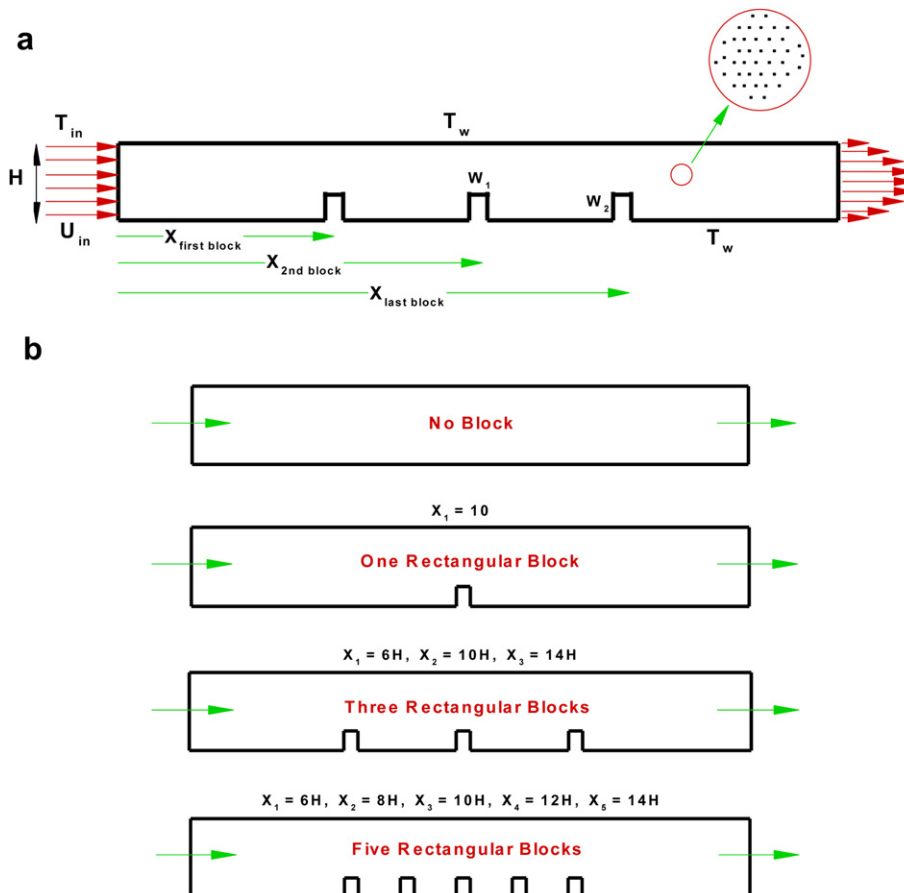 a
T in
T w
H
W 1
W 2
U in
X first block
T w
X 2nd block
X last block
b
No Block
X 1 = 10
One Rectangular Block
X 1 = 6H, X 2 = 10H, X 3 = 14H
Three Rectangular Blocks
X 1 = 6H, X 2 = 8H, X 3 = 10H, X 4 = 12H, X 5 = 14H
Five Rectangular Blocks